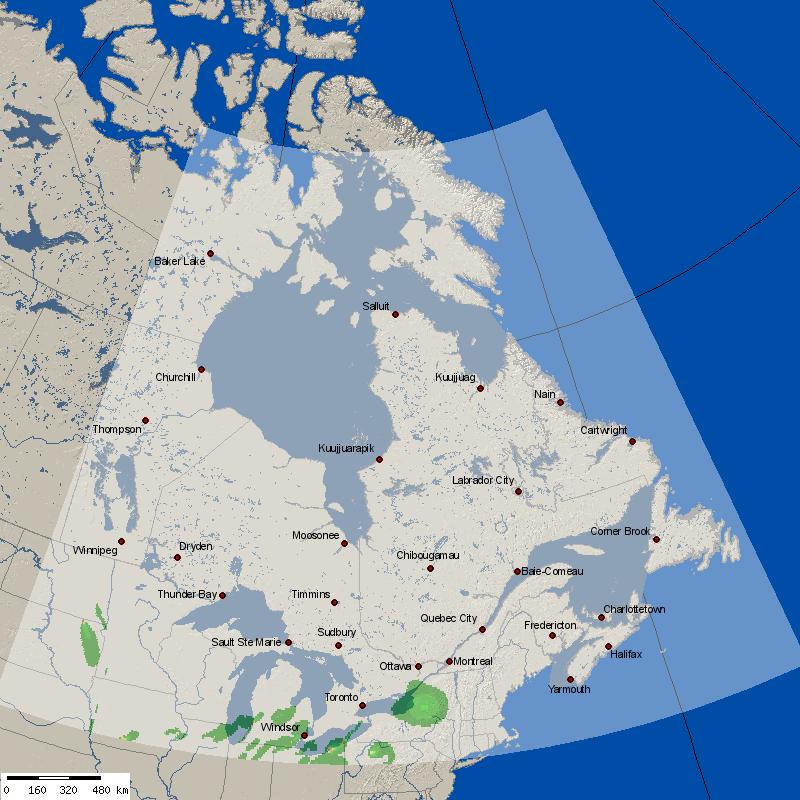 Baker Lake
Salluit
Churchill
Kuujjuag
Nain
Thompson
Cartwright
Kuujjuarapik
Labrador City
Corner Brook
Moosonee
Winnipeg
Dryden
Chibougamau
Baie-Comeau
Thunder Bay
Timmins
Charlottetown
Quebec City
Fredericton
Sudbury
Sault Ste Marie
Halifax
Ottawa
Montreal
Yarmouth
Toronto
Windsor
0 160 320 480 km